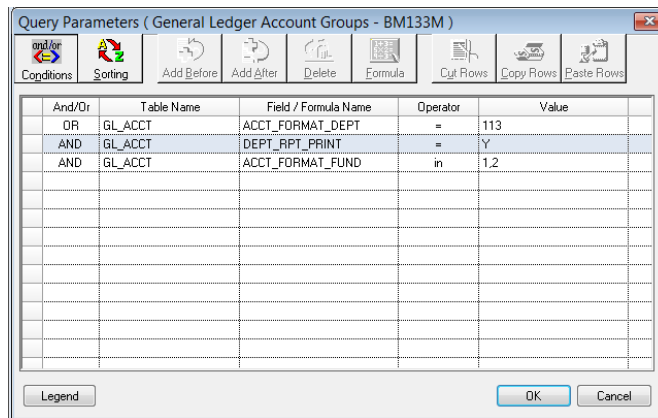 Query Parameters ( General Ledger Account Groups - BM133M )
and/or
Conditions Sorting Add Before Add After Delete Formula Cut Rows Copy Rows Paste Rows
And/Or Table Name Field / Formula Name Operator Value
OR GL_ACCT ACCT_FORMAT_DEPT = 113
AND GL_ACCT DEPT_RPT_PRINT = Y
AND GL_ACCT ACCT_FORMAT_FUND in 1,2
Legend OK Cancel